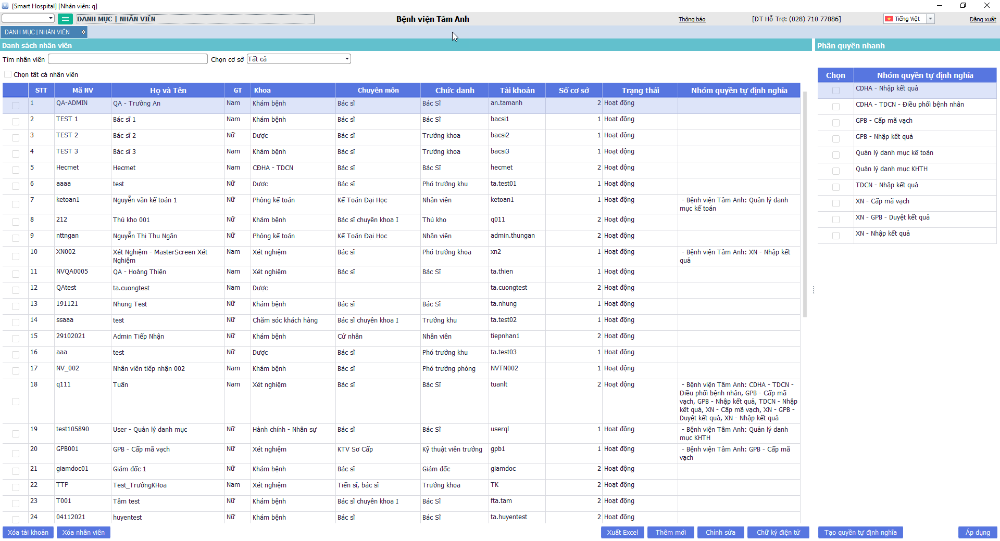 [Smart Hospital] [Nhân viên: q]
DANH MỤC | NHÂN VIÊN
Bệnh viện Tâm Anh
Thông báo
[ĐT Hỗ Trợ: (028) 710 77886]
Tiếng Việt
Đăng xuất
DANH MỤC | NHÂN VIÊN
Danh sách nhân viên
Phân quyền nhanh
Tìm nhân viên
Chọn cơ sở
Tất cả
Chọn tất cả nhân viên
STT Mã NV Họ và Tên GT Khoa Chuyên môn Chức danh Tài khoản Số cơ sở Trạng thái Nhóm quyền tự định nghĩa
1 QA-ADMIN QA - Trường An Nam Khám bệnh Bác sĩ Bác Sĩ an.tamanh 2 Hoạt động
2 TEST 1 Bác sĩ 1 Nam Khám bệnh Bác sĩ Bác Sĩ bacsi1 1 Hoạt động
3 TEST 2 Bác sĩ 2 Nữ Dược Bác sĩ Trưởng khoa bacsi2 1 Hoạt động
4 TEST 3 Bác sĩ 3 Nam Khám bệnh Bác sĩ Trưởng khoa bacsi3 1 Hoạt động
5 Hecmet Hecmet Nam CĐHA - TDCN Bác sĩ Bác Sĩ hecmet 2 Hoạt động
6 aaaa test Nữ Dược Bác sĩ Phó trưởng khu ta.test01 1 Hoạt động
7 ketoan1 Nguyễn văn kế toán 1 Nữ Phòng kế toán Kế Toán Đại Học Nhân viên ketoan1 1 Hoạt động - Bệnh viện Tâm Anh: Quản lý danh
mục kế toán
8 212 Thủ kho 001 Nữ Khám bệnh Bác sĩ chuyên khoa I Thủ kho q011 2 Hoạt động
9 nttngan Nguyễn Thị Thu Ngân Nữ Phòng kế toán Kế Toán Đại Học Nhân viên admin.thungan 2 Hoạt động
10 XN002 Xét Nghiệm - MasterScreen Xét Nam Xét nghiệm Bác sĩ Phó trưởng khoa xn2 1 Hoạt động - Bệnh viện Tâm Anh: XN - Nhập kết
Nghiệm quả
11 NVQA0005 QA - Hoàng Thiện Nam Xét nghiệm Bác sĩ Bác Sĩ ta.thien 1 Hoạt động
12 QAtest ta.cuongtest Nam Dược ta.cuongtest 2 Hoạt động
13 191121 Nhung Test Nữ Khám bệnh Bác sĩ Bác Sĩ ta.nhung 1 Hoạt động
14 ssaaa test Nữ Chăm sóc khách hàng Bác sĩ chuyên khoa I Trưởng khu ta.test02 1 Hoạt động
15 29102021 Admin Tiếp Nhận Nữ Khám bệnh Cử nhân Nhân viên tiepnhan1 2 Hoạt động
16 aaa test Nữ Dược Bác sĩ Phó trưởng khu ta.test03 1 Hoạt động
17 NV_002 Nhân viên tiếp nhận 002 Nam Khám bệnh Bác sĩ Phó trưởng phòng NVTN002 1 Hoạt động
18 q111 Tuấn Nam Xét nghiệm Bác sĩ Bác Sĩ tuanlt 2 Hoạt động - Bệnh viện Tâm Anh: CDHA - TDCN -
Điều phối bệnh nhân, GPB - Cấp mã
vạch, GPB - Nhập kết quả, TDCN - Nhập
kết quả, XN - Cấp mã vạch, XN - GPB -
Duyệt kết quả, XN - Nhập kết quả
19 test105890 User - Quản lý danh mục Nữ Hành chính - Nhân sự Bác sĩ Bác Sĩ userql 1 Hoạt động - Bệnh viện Tâm Anh: Quản lý danh
mục KHTH
20 GPB001 GPB - Cấp mã vạch Nữ Xét nghiệm KTV Sơ Cấp Kỹ thuật viên trưởng gpb1 1 Hoạt động - Bệnh viện Tâm Anh: GPB - Cấp mã
vạch
21 giamdoc01 Giám đốc 1 Nữ Khám bệnh Bác sĩ Giám đốc giamdoc 2 Hoạt động
22 TTP Test_TrưởngKHoa Nam Xét nghiệm Tiến sĩ, bác sĩ Trưởng khoa TK 2 Hoạt động
23 T001 Tâm test Nữ Khám bệnh Bác sĩ chuyên khoa I Bác Sĩ fta.tam 2 Hoạt động
24 04112021 huyentest Nữ Khám bệnh Bác sĩ Bác Sĩ ta.huyentest 2 Hoạt động
Chọn Nhóm quyền tự định nghĩa
CDHA - Nhập kết quả
CDHA - TDCN - Điều phối bệnh nhân
GPB - Cấp mã vạch
GPB - Nhập kết quả
Quản lý danh mục kế toán
Quản lý danh mục KHTH
TDCN - Nhập kết quả
XN - Cấp mã vạch
XN - GPB - Duyệt kết quả
XN - Nhập kết quả
Xóa tài khoản
Xóa nhân viên
Xuất Excel
Thêm mới
Chỉnh sửa
Chữ ký điện tử
Tạo quyền tự định nghĩa
Áp dụng